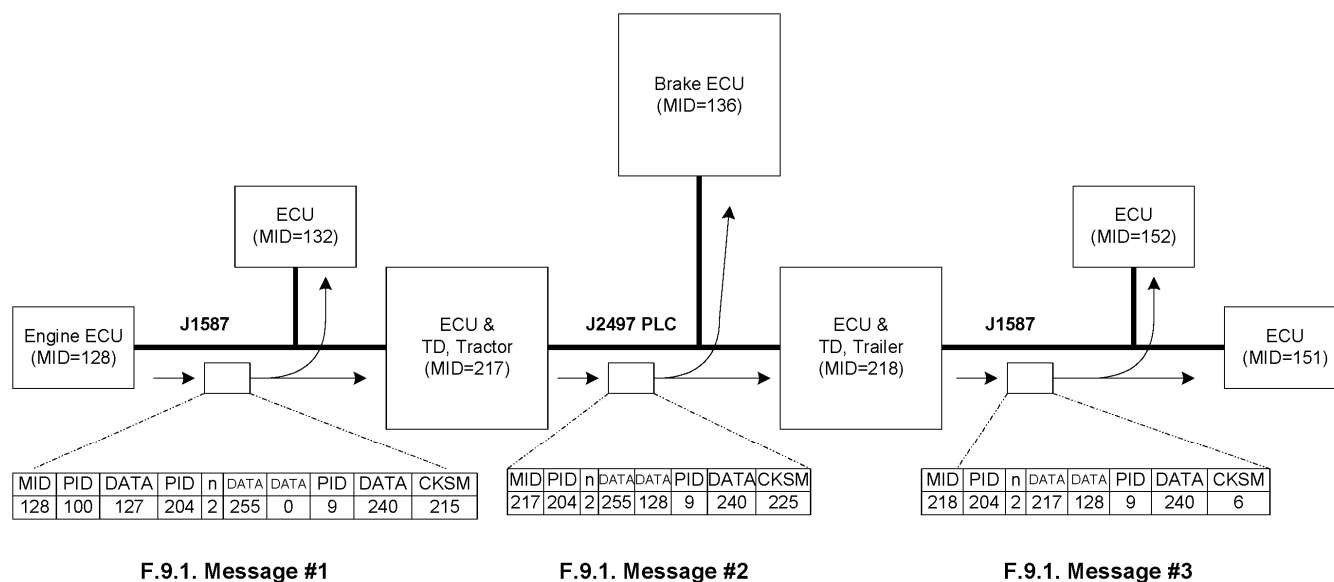 Brake ECU
(MID=136)
ECU
(MID=132)
ECU
(MID=152)
J1587
J2497 PLC
J1587
Engine ECU
(MID=128)
ECU &
TD, Tractor
(MID=217)
ECU &
TD, Trailer
(MID=218)
ECU
(MID=151)
MID PID DATA PID n DATA DATA PID DATA CKSM
128 100 127 204 2 255 0 9 240 215
MID PID n DATA DATA PID DATA CKSM
217 204 2 255 128 9 240 225
MID PID n DATA DATA PID DATA CKSM
218 204 2 217 128 9 240 6
F.9.1. Message #1
F.9.1. Message #2
F.9.1. Message #3